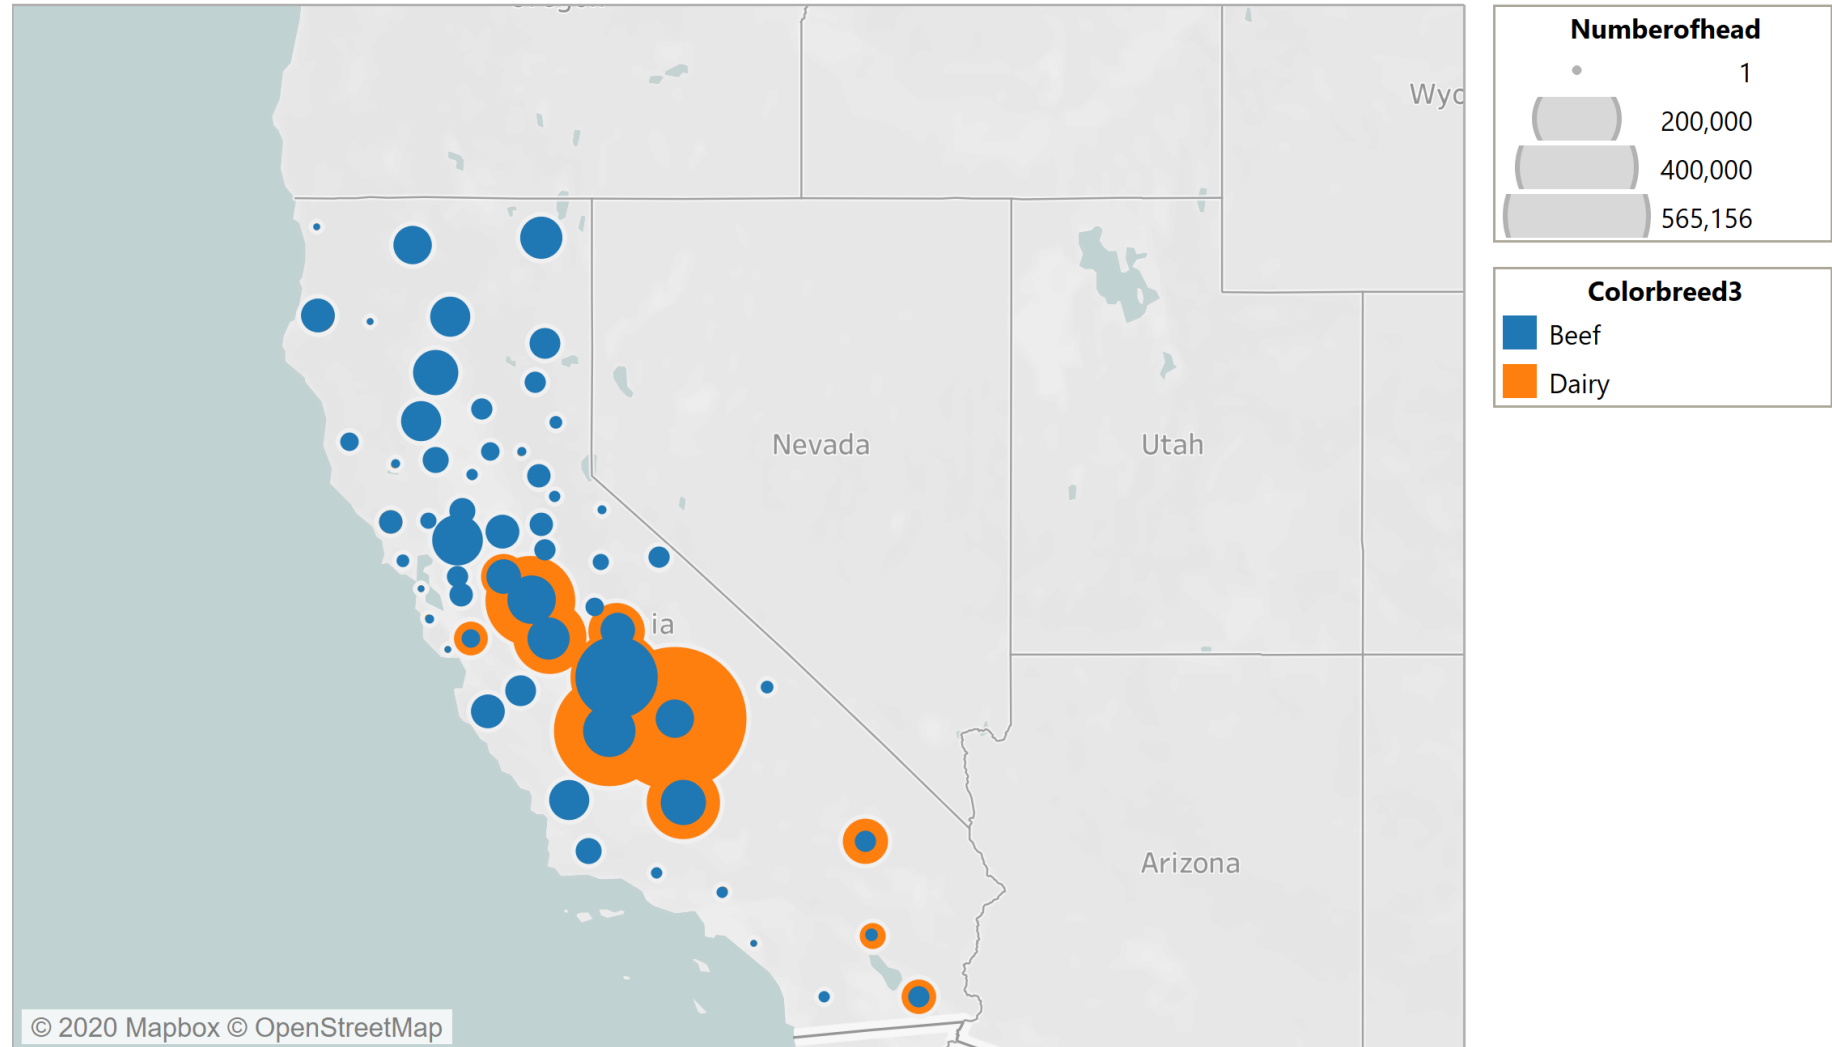 Oregon
Wyo
Nevada
Utah
ia
Arizona
© 2020 Mapbox © OpenStreetMap
Numberofhead
1
200,000
400,000
565,156
Colorbreed3
Beef
Dairy